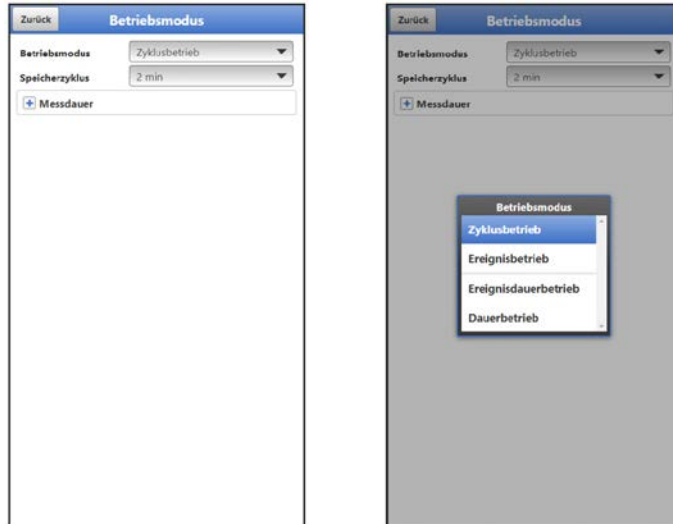 Zurück Betriebsmodus
Betriebsmodus Zyklusbetrieb
Speicherzyklus 2 min
Messdauer
Zurück Betriebsmodus
Betriebsmodus Zyklusbetrieb
Speicherzyklus 2 min
Messdauer
Betriebsmodus
Zyklusbetrieb
Ereignisbetrieb
Ereignisdauerbetrieb
Dauerbetrieb